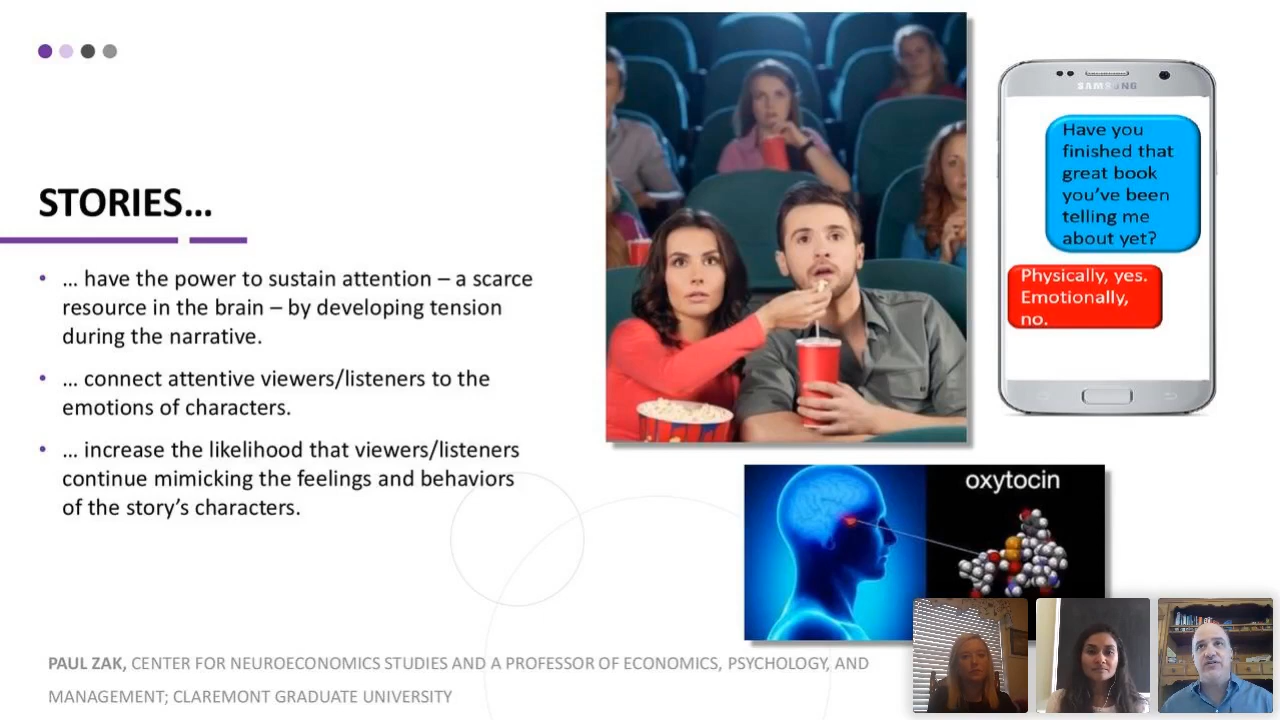 STORIES...
• ... have the power to sustain attention – a scarce
resource in the brain – by developing tension
during the narrative.
• ... connect attentive viewers/listeners to the
emotions of characters.
• ... increase the likelihood that viewers/listeners
continue mimicking the feelings and behaviors
of the story's characters.
SAMSUNG
Have you
finished that
great book
you've been
telling me
about yet?
Physically, yes.
Emotionally,
no.
oxytocin
PAUL ZAK, CENTER FOR NEUROECONOMICS STUDIES AND A PROFESSOR OF ECONOMICS, PSYCHOLOGY, AND
MANAGEMENT; CLAREMONT GRADUATE UNIVERSITY